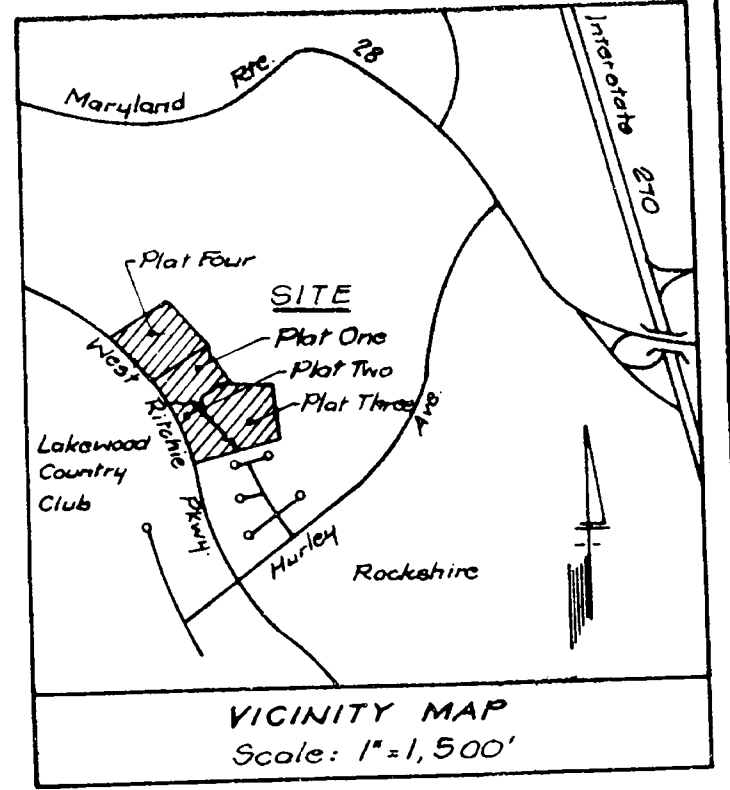 Maryland Rte. 28
Interstate 270
Plat Four
SITE
Plat One
Plat Two
Plat Three
West Ritchie Pkwy.
Lakewood
Country
Club
Hurley Ave.
Rockshire
VICINITY MAP
Scale: 1"=1,500'